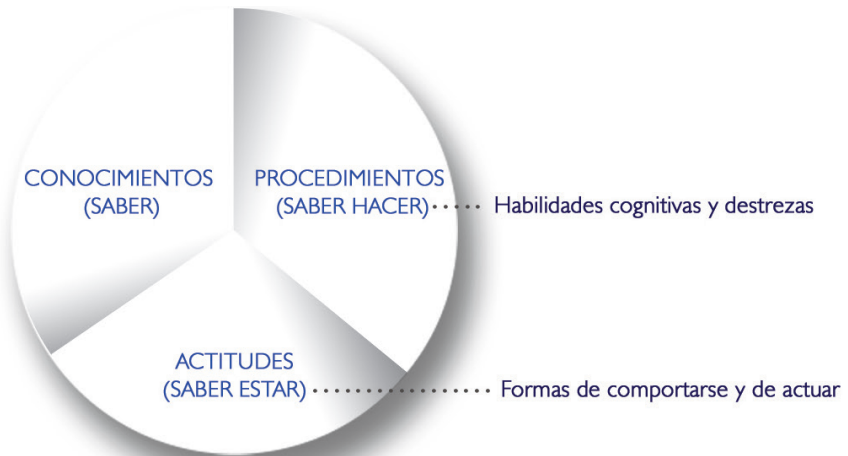 CONOCIMIENTOS
(SABER)
PROCEDIMIENTOS
(SABER HACER)
Habilidades cognitivas y destrezas
ACTITUDES
(SABER ESTAR)
Formas de comportarse y de actuar